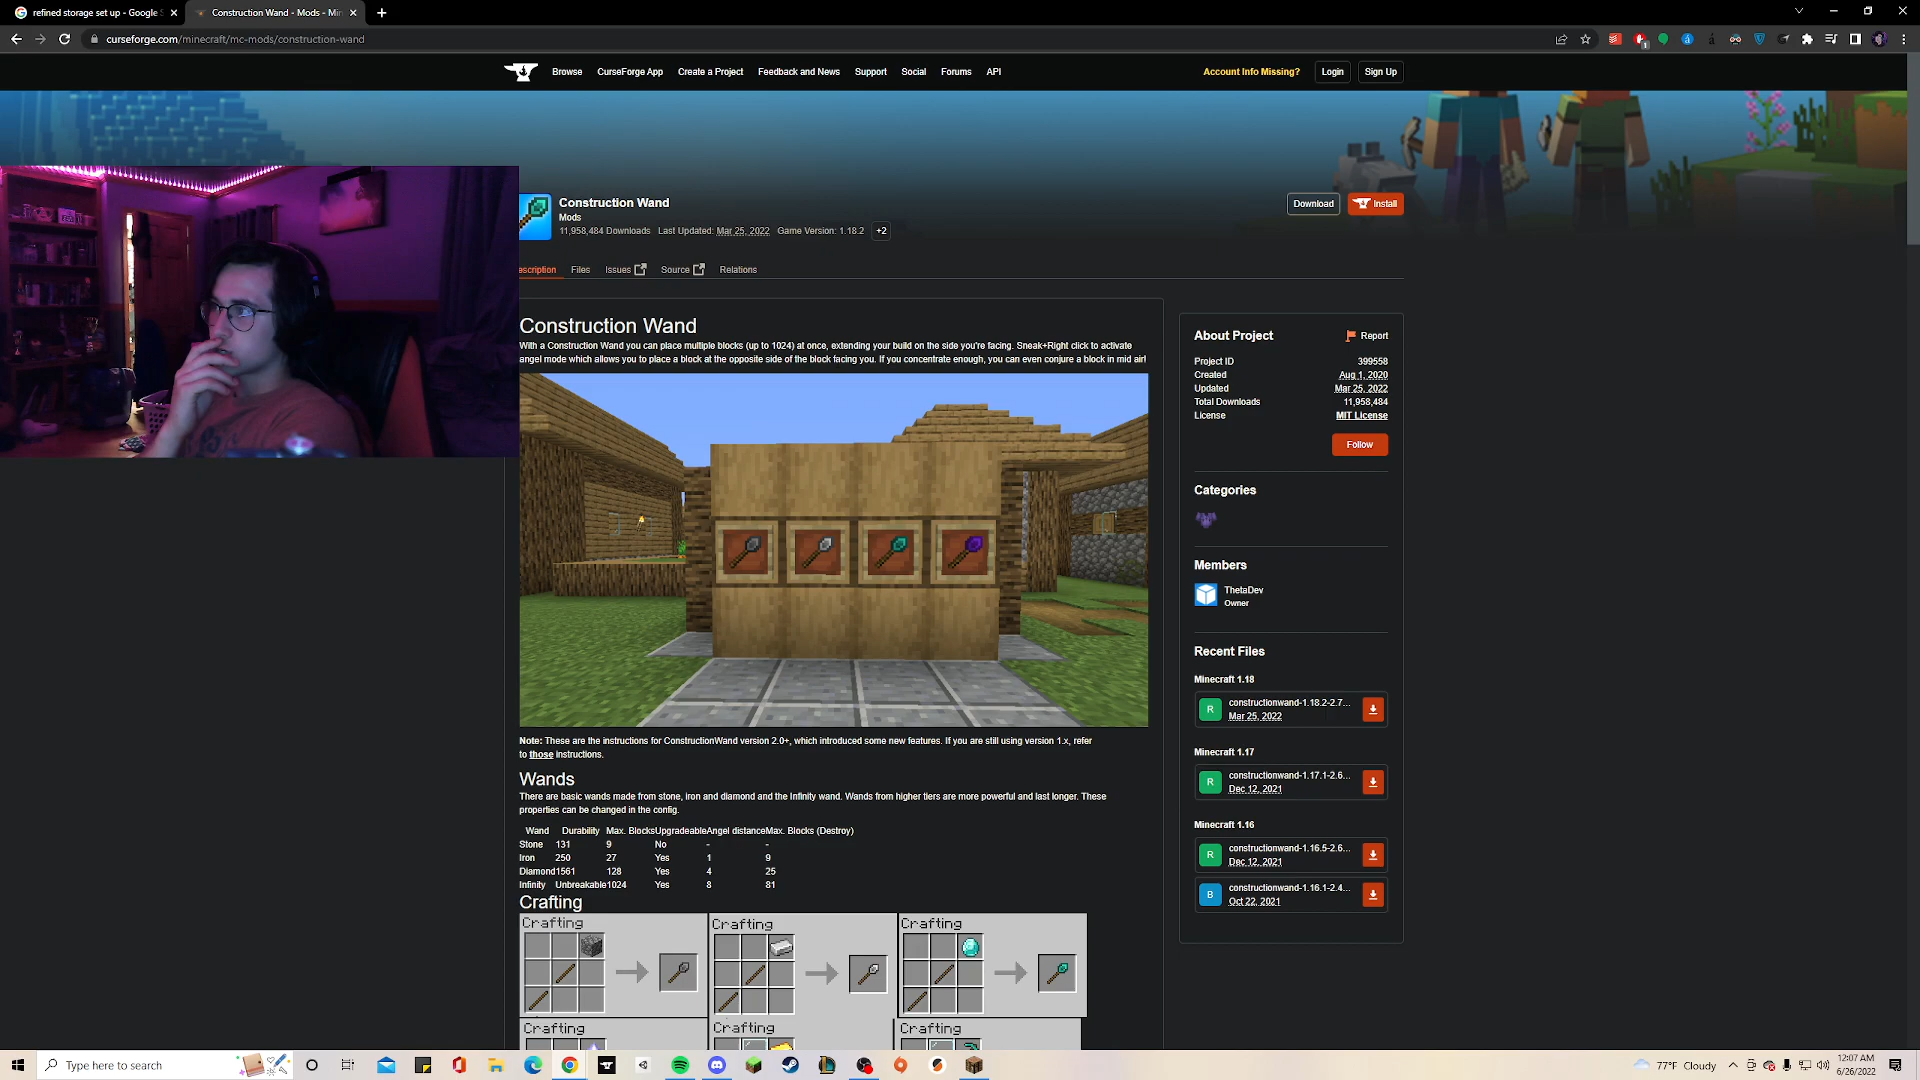 refined storage set up - Google S
Construction Wand - Mods - Min
curseforge.com/minecraft/mc-mods/construction-wand
Browse CurseForge App Create a Project Feedback and News Support Social Forums API
Account Info Missing? Login Sign Up
Construction Wand
Mods
11,958,484 Downloads Last Updated: Mar 25, 2022 Game Version: 1.18.2 +2
Download Install
escription Files Issues Source Relations
Construction Wand
With a Construction Wand you can place multiple blocks (up to 1024) at once, extending your build on the side you're facing. Sneak+Right click to activate
angel mode which allows you to place a block at the opposite side of the block facing you. If you concentrate enough, you can even conjure a block in mid air!
Note: These are the instructions for ConstructionWand version 2.0+, which introduced some new features. If you are still using version 1.x, refer
to those instructions.
Wands
There are basic wands made from stone, iron and diamond and the Infinity wand. Wands from higher tiers are more powerful and last longer. These
properties can be changed in the config.
Wand Durability Max. BlocksUpgradeableAngel distanceMax. Blocks (Destroy)
Stone 131 9 No - -
Iron 250 27 Yes 1 9
Diamond1561 128 Yes 4 25
Infinity Unbreakable1024 Yes 8 81
Crafting
Crafting Crafting Crafting
Crafting Crafting Crafting
About Project Report
Project ID 399558
Created Aug 1, 2020
Updated Mar 25, 2022
Total Downloads 11,958,484
License MIT License
Follow
Categories
Members
ThetaDev
Owner
Recent Files
Minecraft 1.18
R constructionwand-1.18.2-2.7...
Mar 25, 2022
Minecraft 1.17
R constructionwand-1.17.1-2.6...
Dec 12, 2021
Minecraft 1.16
R constructionwand-1.16.5-2.6...
Dec 12, 2021
B constructionwand-1.16.1-2.4...
Oct 22, 2021
Type here to search
77°F Cloudy
12:07 AM
6/26/2022